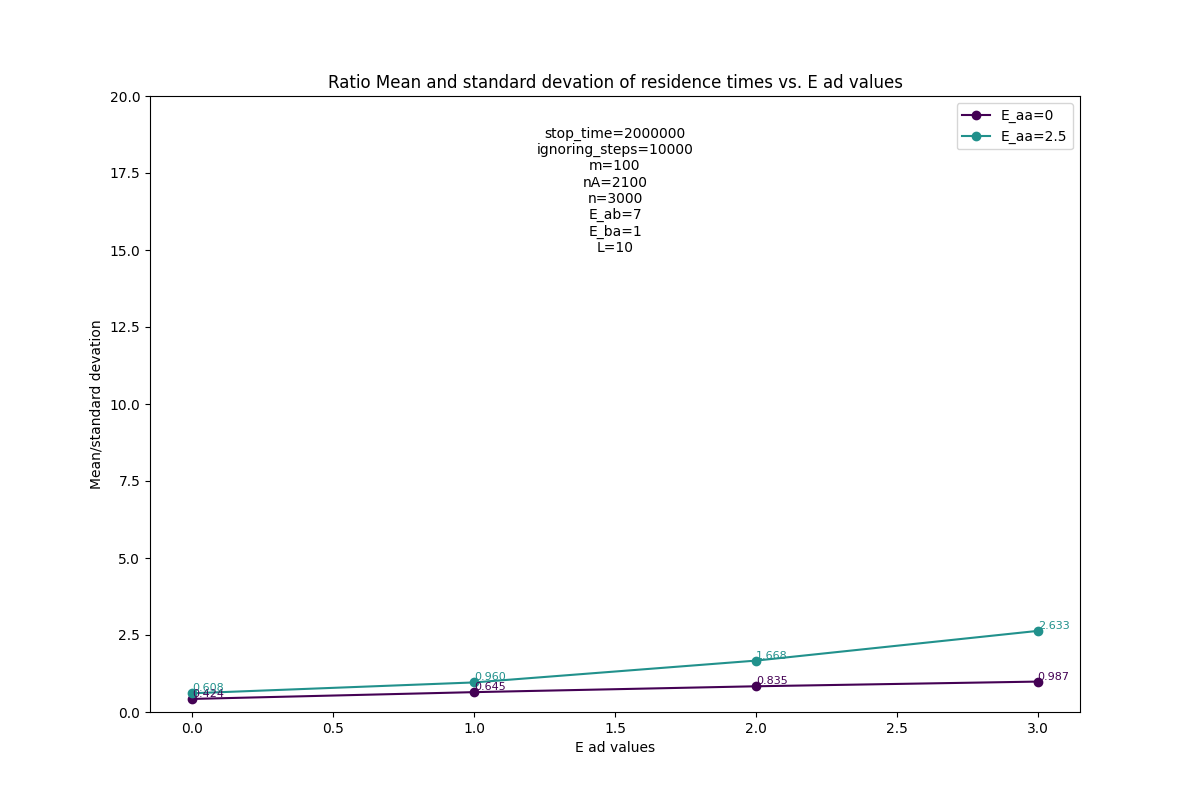 Ratio Mean and standard devation of residence times vs. E ad values
20.0
17.5
15.0
12.5
10.0
7.5
5.0
2.5
0.0
Mean/standard devation
stop_time=2000000
ignoring_steps=10000
m=100
nA=2100
n=3000
E_ab=7
E_ba=1
L=10
E_aa=0
E_aa=2.5
0.608
0.424
0.960
0.645
1.668
0.835
2.633
0.987
0.0
0.5
1.0
1.5
2.0
2.5
3.0
E ad values